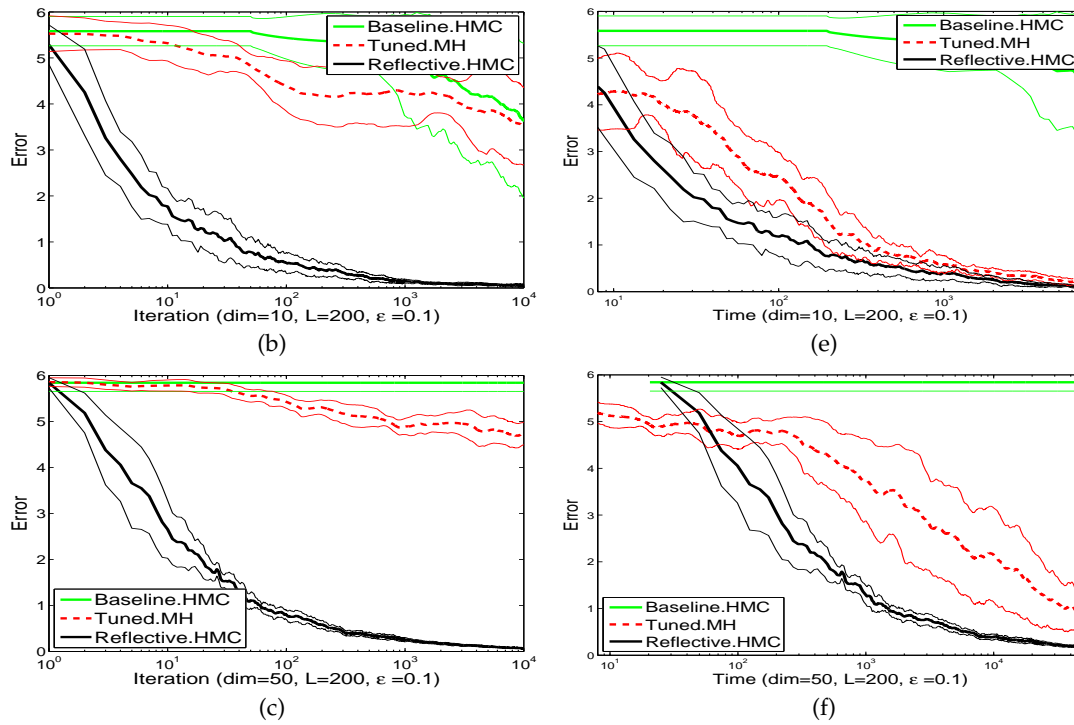 6
5
4
3
2
1
0
Error
Baseline.HMC
Tuned.MH
Reflective.HMC
10^0
10^1
10^2
10^3
10^4
Iteration (dim=10, L=200, ε =0.1)
(b)
6
5
4
3
2
1
0
Error
Baseline.HMC
Tuned.MH
Reflective.HMC
10^1
10^2
10^3
Time (dim=10, L=200, ε =0.1)
(e)
6
5
4
3
2
1
0
Error
Baseline.HMC
Tuned.MH
Reflective.HMC
10^0
10^1
10^2
10^3
10^4
Iteration (dim=50, L=200, ε =0.1)
(c)
6
5
4
3
2
1
0
Error
Baseline.HMC
Tuned.MH
Reflective.HMC
10^1
10^2
10^3
10^4
Time (dim=50, L=200, ε =0.1)
(f)